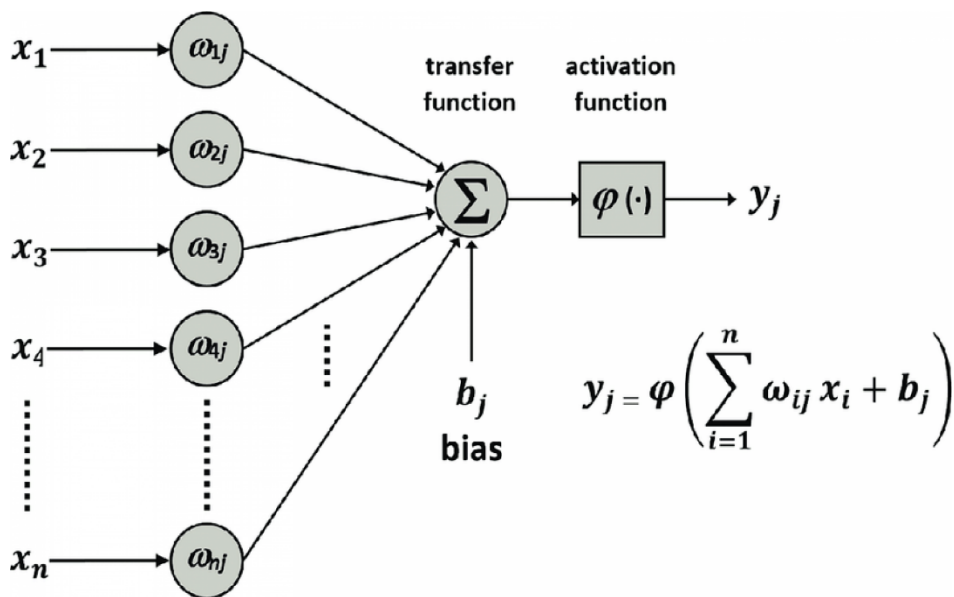 x₁
ω₁ⱼ
transfer function
activation function
x₂
ω₂ⱼ
Σ
φ(·)
yⱼ
x₃
ω₃ⱼ
x₄
ω₄ⱼ
bⱼ
bias
yⱼ = φ(∑ⁿᵢ₌₁ ωᵢⱼ xᵢ + bⱼ)
xₙ
ωₙⱼ